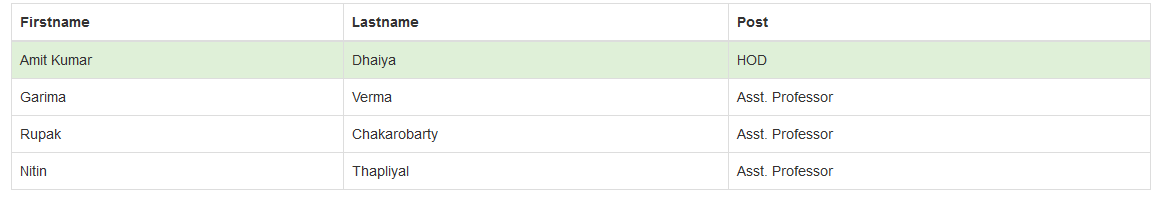 Firstname Lastname Post
Amit Kumar Dhaiya HOD
Garima Verma Asst. Professor
Rupak Chakarobarty Asst. Professor
Nitin Thapliyal Asst. Professor